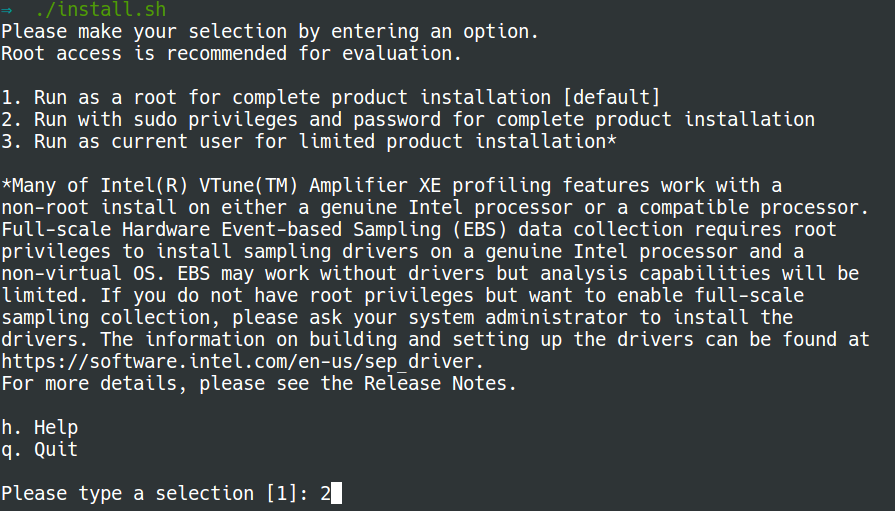 ⇒ ./install.sh
Please make your selection by entering an option.
Root access is recommended for evaluation.
1. Run as a root for complete product installation [default]
2. Run with sudo privileges and password for complete product installation
3. Run as current user for limited product installation*
*Many of Intel(R) VTune(TM) Amplifier XE profiling features work with a
non-root install on either a genuine Intel processor or a compatible processor.
Full-scale Hardware Event-based Sampling (EBS) data collection requires root
privileges to install sampling drivers on a genuine Intel processor and a
non-virtual OS. EBS may work without drivers but analysis capabilities will be
limited. If you do not have root privileges but want to enable full-scale
sampling collection, please ask your system administrator to install the
drivers. The information on building and setting up the drivers can be found at
https://software.intel.com/en-us/sep_driver.
For more details, please see the Release Notes.
h. Help
q. Quit
Please type a selection [1]: 2